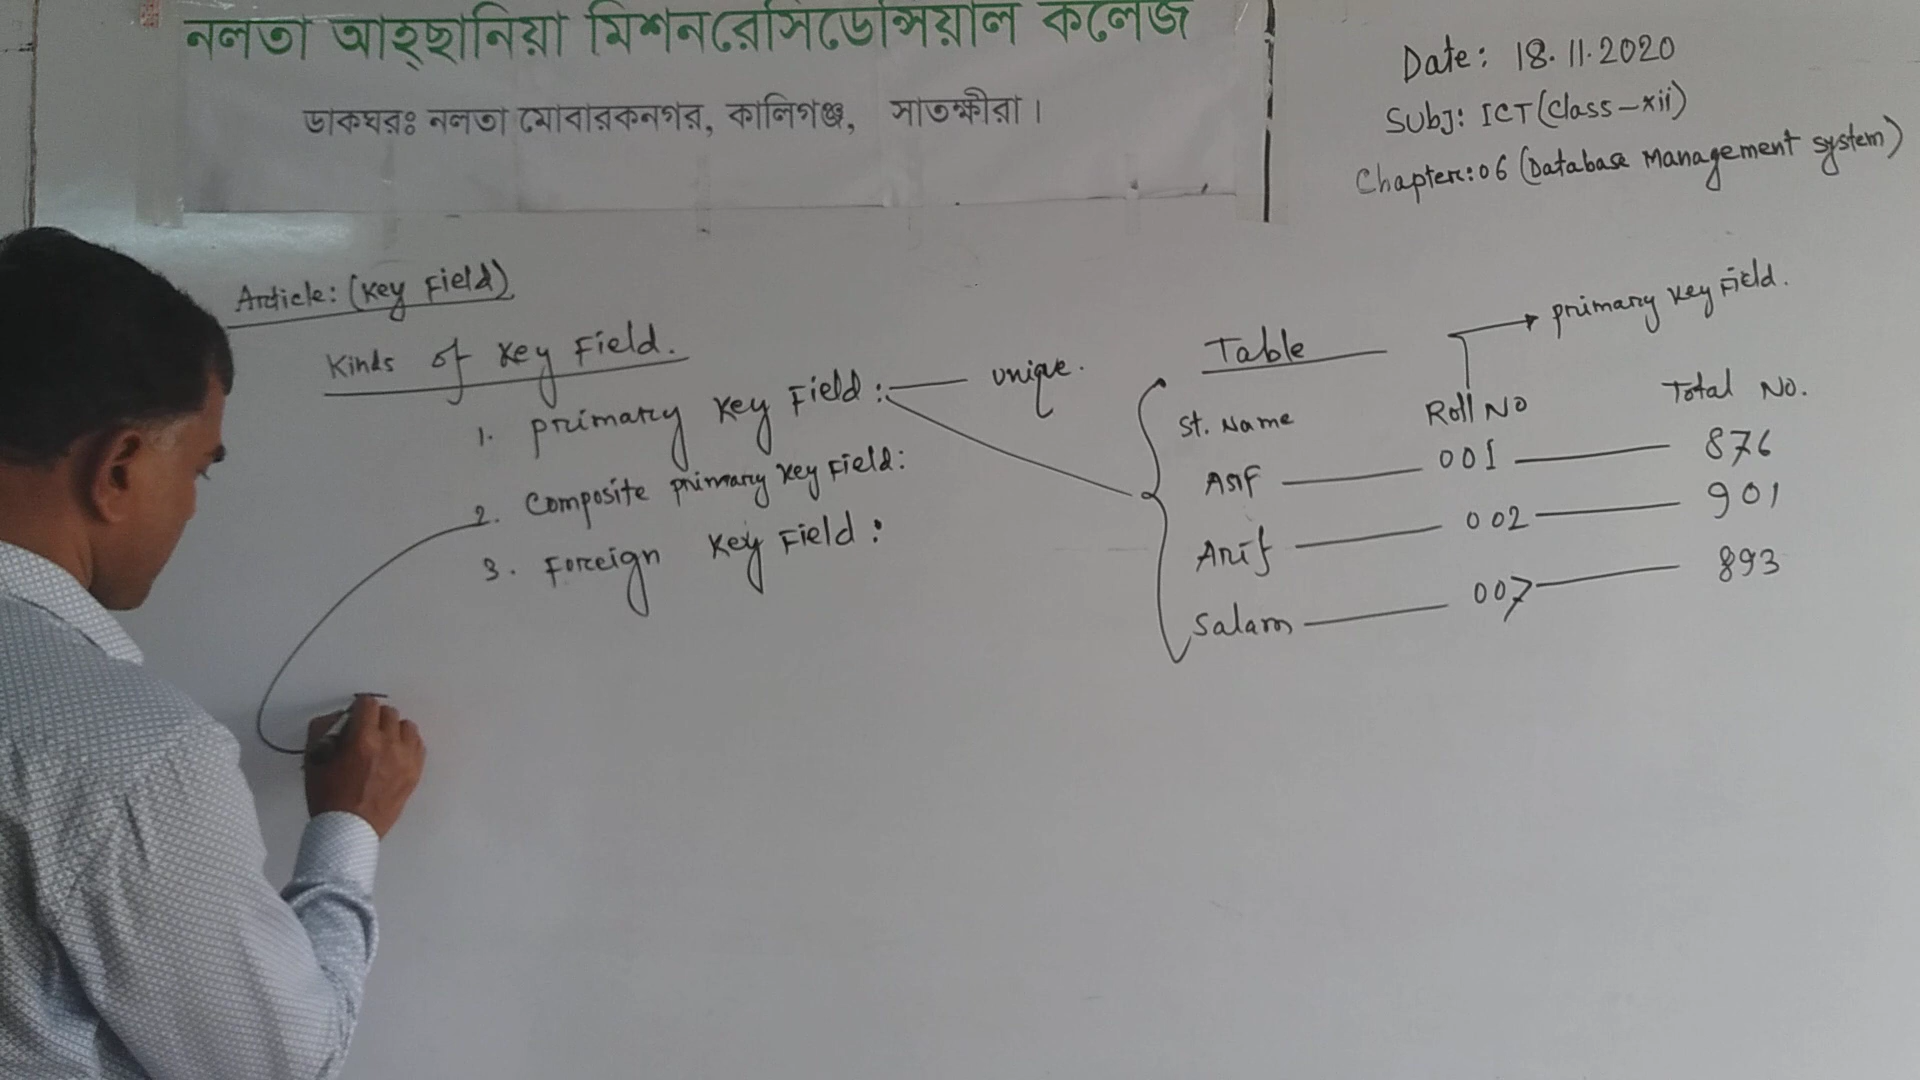 নলতা আহ্ছানিয়া মিশনরেসিডেন্সিয়াল কলেজ
ডাকঘরঃ নলতা মোবারকনগর, কালিগঞ্জ, সাতক্ষীরা।
Date: 18.11.2020
Subj: ICT (Class-xii)
Chapter: 06 (Database Management System)
Article: (Key Field)
Kinds of Key Field.
1. Primary Key Field: unique.
2. Composite primary Key Field:
3. Foreign Key Field:
Table
primary Key Field.
St. Name Roll No Total No.
Asif 001 876
Arif 002 901
Salam 007 893